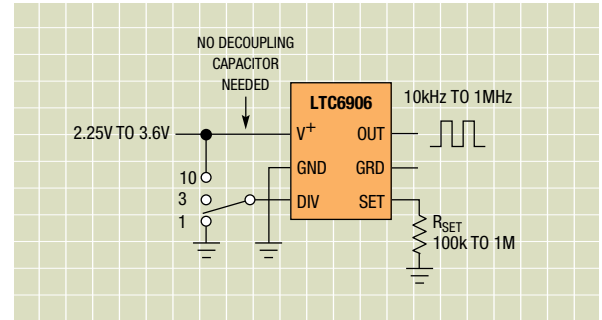 NO DECOUPLING
CAPACITOR
NEEDED
LTC6906
10kHz TO 1MHz
2.25V TO 3.6V
V+
OUT
GND
GRD
DIV
SET
10
3
1
RSET
100k TO 1M